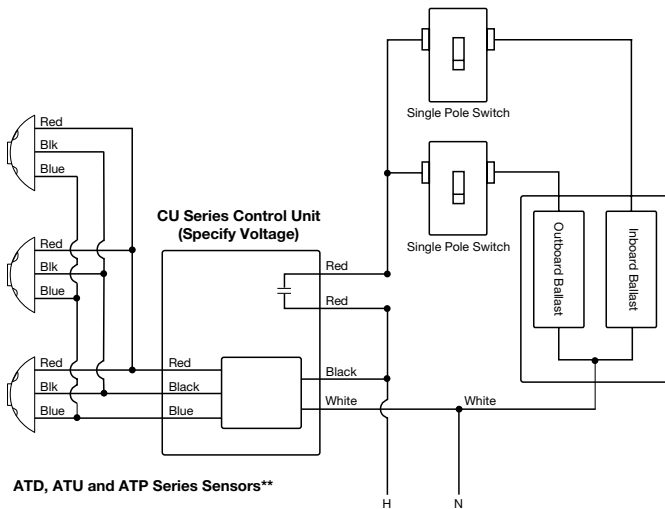 Single Pole Switch
Red
Blk
Blue
CU Series Control Unit
(Specify Voltage)
Single Pole Switch
Outboard Ballast
Inboard Ballast
Red
Blk
Blue
Red
Red
Red
Blk
Blue
Red
Black
Blue
Black
White
White
ATD, ATU and ATP Series Sensors**
H
N